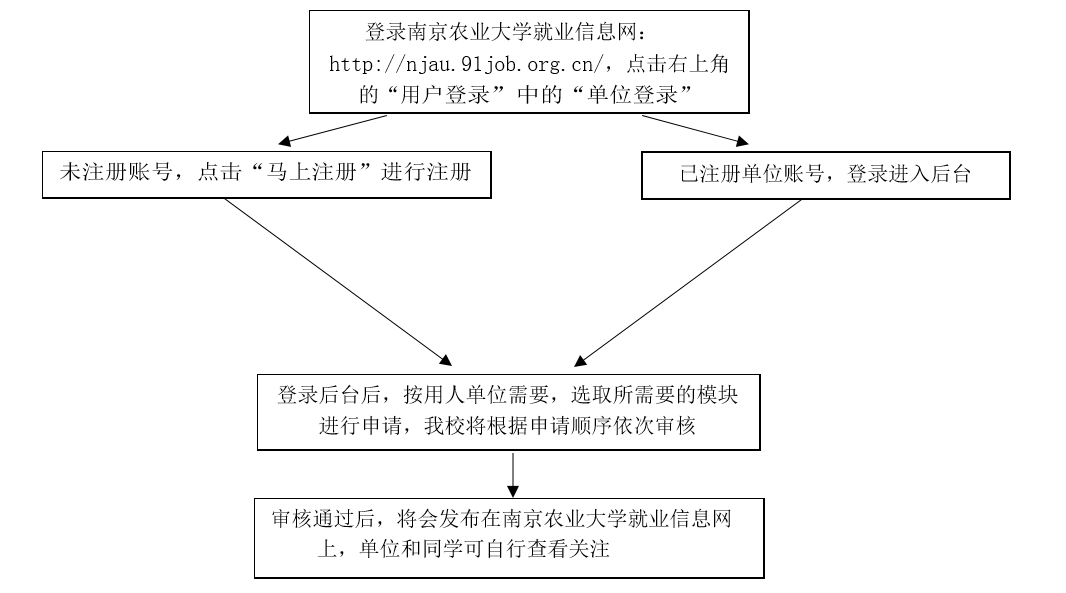 登录南京农业大学就业信息网：
http://njau.91job.org.cn/，点击右上角
的“用户登录”中的“单位登录”
未注册账号，点击“马上注册”进行注册
已注册单位账号，登录进入后台
登录后台后，按用人单位需要，选取所需要的模块
进行申请，我校将根据申请顺序依次审核
审核通过后，将会发布在南京农业大学就业信息网
上，单位和同学可自行查看关注